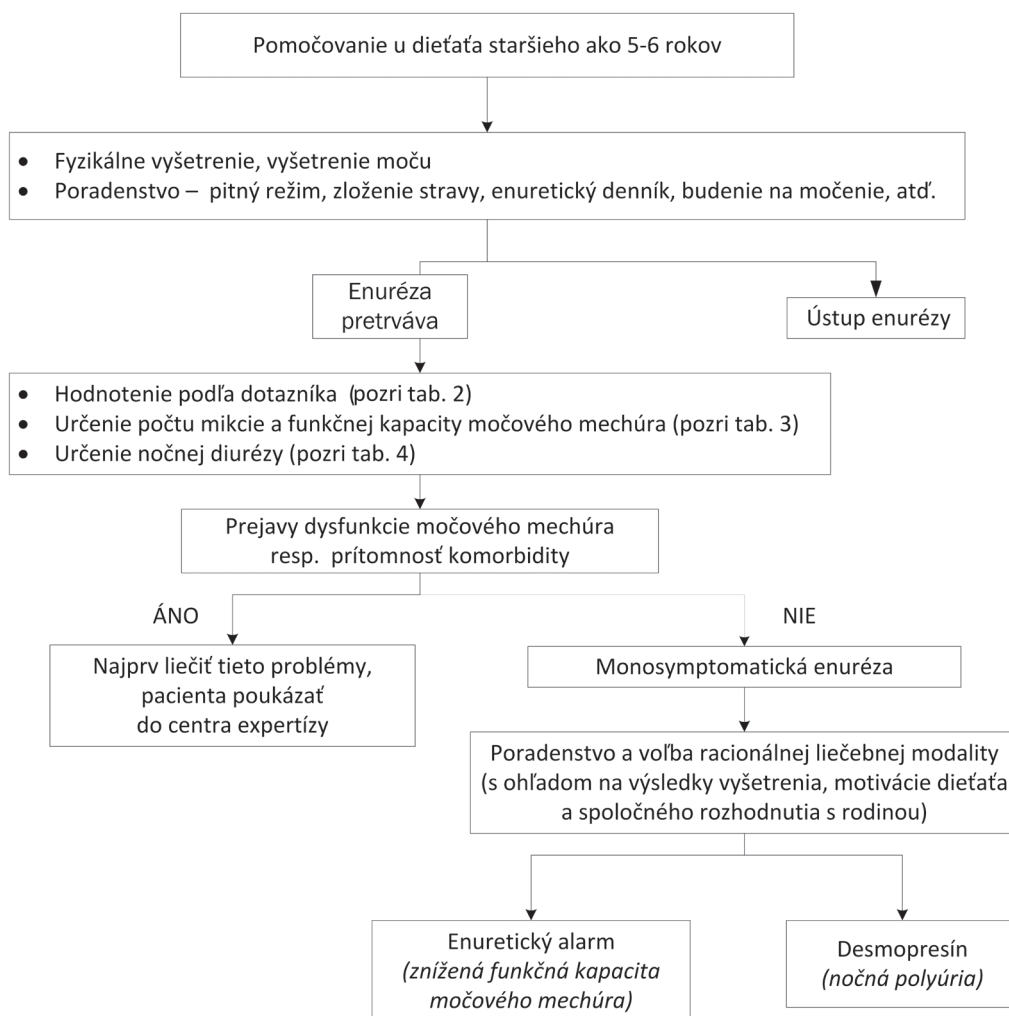 Pomočovanie u dieťaťa staršieho ako 5-6 rokov
• Fyzikálne vyšetrenie, vyšetrenie moču
• Poradenstvo – pitný režim, zloženie stravy, enuretický denník, budenie na močenie, atď.
Enuréza
pretrváva
Ústup enurézy
• Hodnotenie podľa dotazníka (pozri tab. 2)
• Určenie počtu mikcie a funkčnej kapacity močového mechúra (pozri tab. 3)
• Určenie nočnej diurézy (pozri tab. 4)
Prejavy dysfunkcie močového mechúra
resp. prítomnosť komorbidity
ÁNO
NIE
Najprv liečiť tieto problémy,
pacienta poukázať
do centra expertízy
Monosymptomatická enuréza
Poradenstvo a voľba racionálnej liečebnej modality
(s ohľadom na výsledky vyšetrenia, motivácie dieťaťa
a spoločného rozhodnutia s rodinou)
Enuretický alarm
(znížená funkčná kapacita
močového mechúra)
Desmopresín
(nočná polyúria)